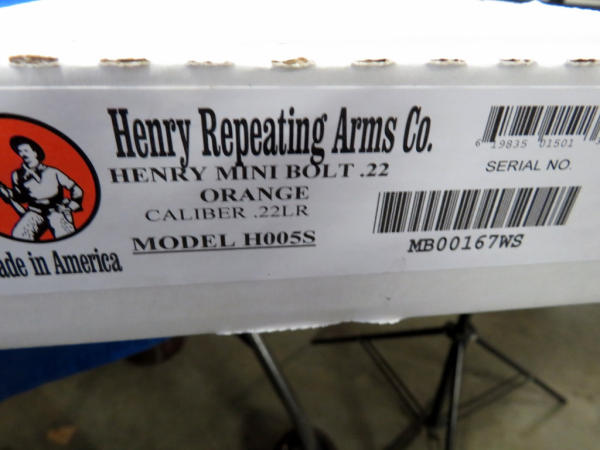 Henry Repeating Arms Co.
HENRY MINI BOLT .22
ORANGE
CALIBER .22LR
MODEL H005S
ade in America
6 19835 01501
SERIAL NO.
MB00167WS